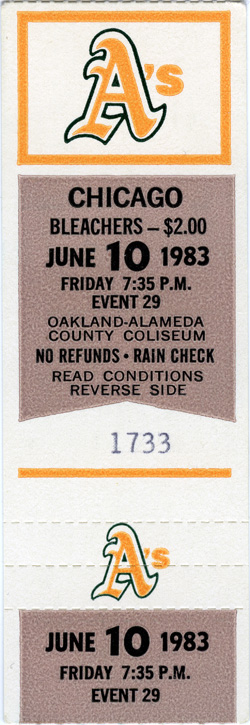 A's
CHICAGO
BLEACHERS – $2.00
JUNE 10 1983
FRIDAY 7:35 P.M.
EVENT 29
OAKLAND-ALAMEDA
COUNTY COLISEUM
NO REFUNDS • RAIN CHECK
READ CONDITIONS
REVERSE SIDE
1733
A's
JUNE 10 1983
FRIDAY 7:35 P.M.
EVENT 29